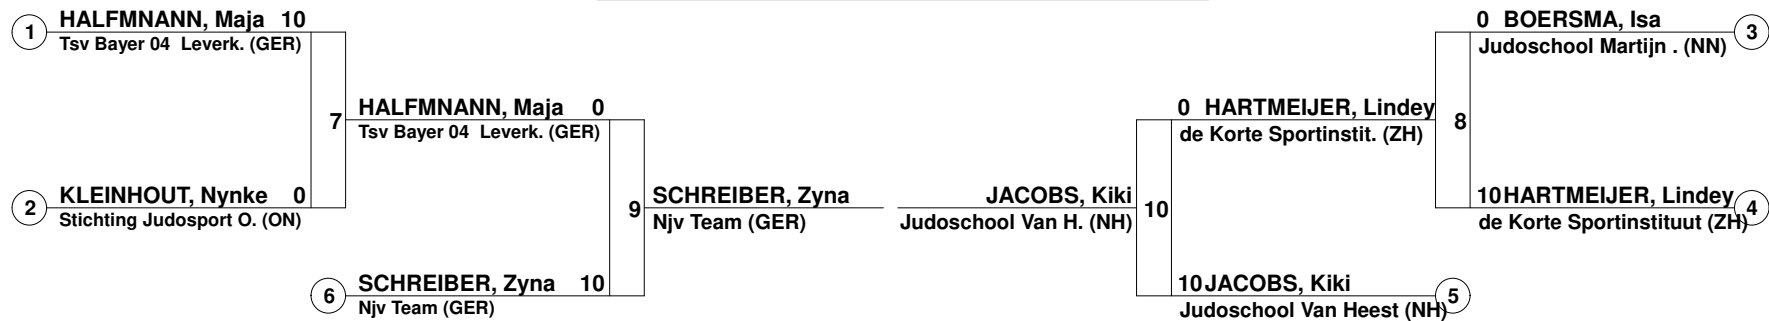 1 HALFMNANN, Maja 10
Tsv Bayer 04 Leverk. (GER)
7
2 KLEINHOUT, Nynke 0
Stichting Judosport O. (ON)
HALFMNANN, Maja 0
Tsv Bayer 04 Leverk. (GER)
9
6 SCHREIBER, Zyna 10
Njv Team (GER)
SCHREIBER, Zyna
Njv Team (GER)
JACOBS, Kiki
Judoschool Van H. (NH)
10
0 HARTMEIJER, Lindey
de Korte Sportinstit. (ZH)
10 JACOBS, Kiki 5
Judoschool Van Heest (NH)
8
0 BOERSMA, Isa 3
Judoschool Martijn . (NN)
10 HARTMEIJER, Lindey 4
de Korte Sportinstituut (ZH)